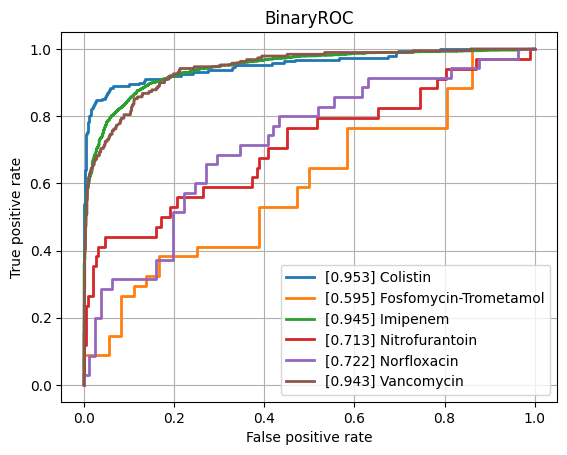 BinaryROC
True positive rate
1.0
0.8
0.6
0.4
0.2
0.0
[0.953] Colistin
[0.595] Fosfomycin-Trometamol
[0.945] Imipenem
[0.713] Nitrofurantoin
[0.722] Norfloxacin
[0.943] Vancomycin
0.0 0.2 0.4 0.6 0.8 1.0
False positive rate